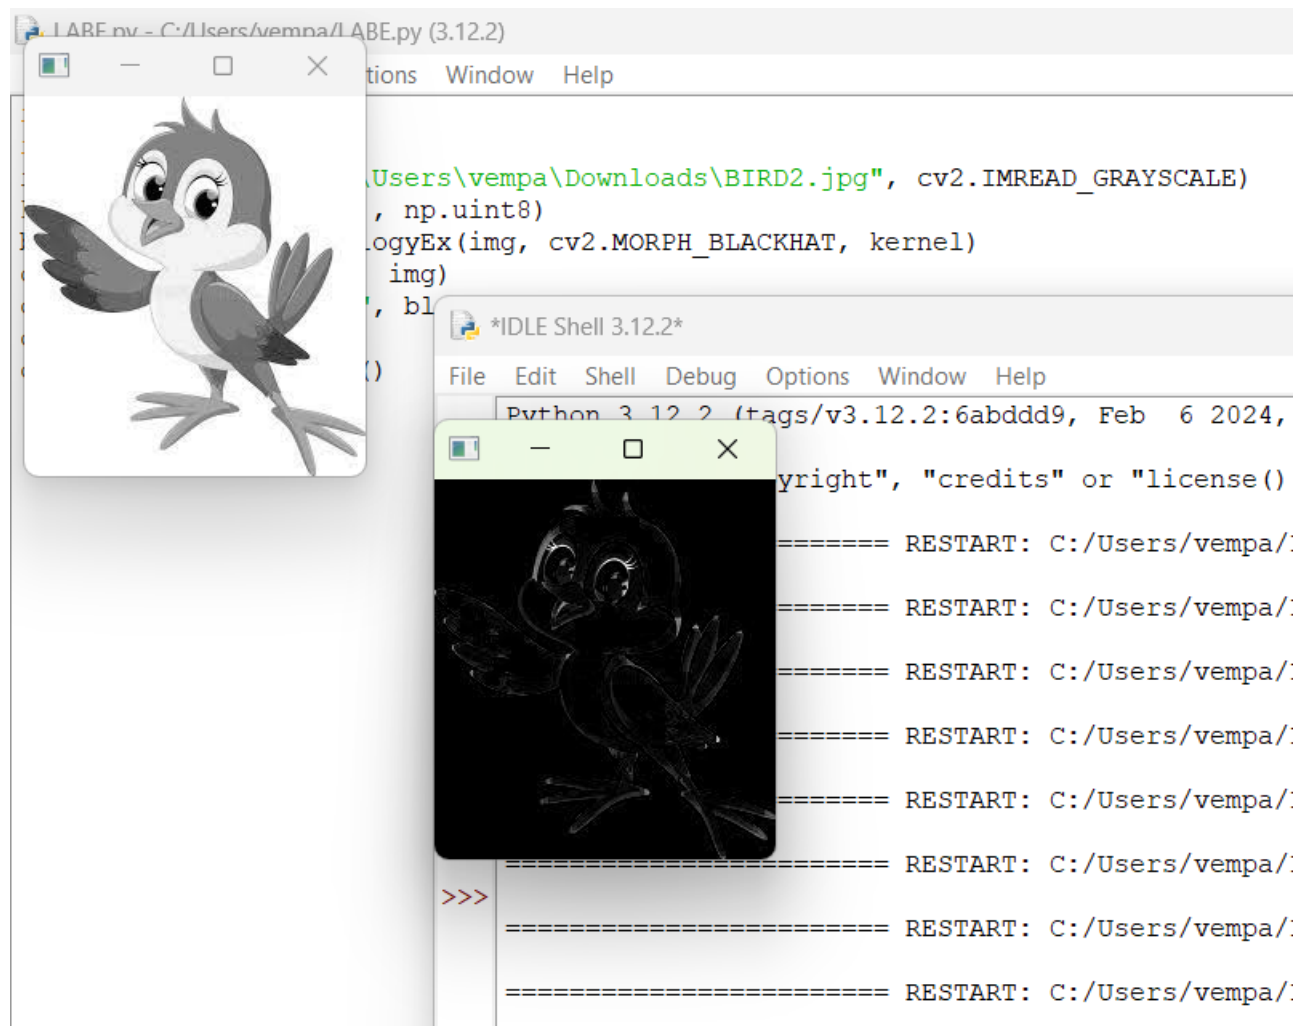 LABE.py - C:/Users/vempa/LABE.py (3.12.2)
tions Window Help
\Users\vempa\Downloads\BIRD2.jpg", cv2.IMREAD_GRAYSCALE)
, np.uint8)
logyEx(img, cv2.MORPH_BLACKHAT, kernel)
img)
", bl
()
*IDLE Shell 3.12.2*
File Edit Shell Debug Options Window Help
Python 3.12.2 (tags/v3.12.2:6abddd9, Feb  6 2024,
yright", "credits" or "license()
======= RESTART: C:/Users/vempa/
======= RESTART: C:/Users/vempa/
======= RESTART: C:/Users/vempa/
======= RESTART: C:/Users/vempa/
======= RESTART: C:/Users/vempa/
======================== RESTART: C:/Users/vempa/
>>>
======================== RESTART: C:/Users/vempa/
======================== RESTART: C:/Users/vempa/